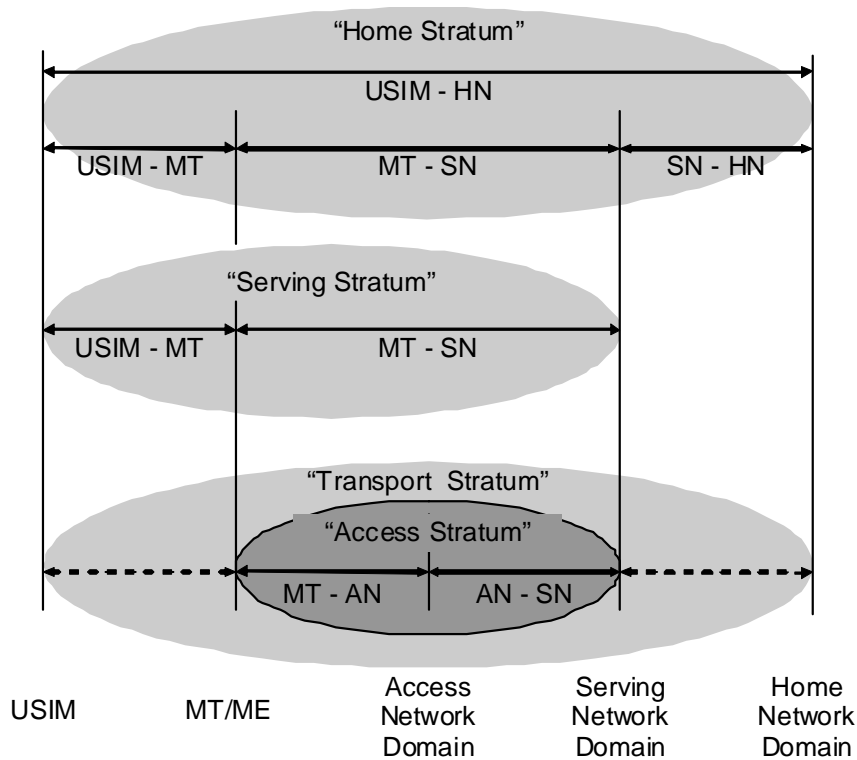 “Home Stratum”
USIM - HN
USIM - MT
MT - SN
SN - HN
“Serving Stratum”
USIM - MT
MT - SN
“Transport Stratum”
“Access Stratum”
MT - AN
AN - SN
USIM
MT/ME
Access
Network
Domain
Serving
Network
Domain
Home
Network
Domain